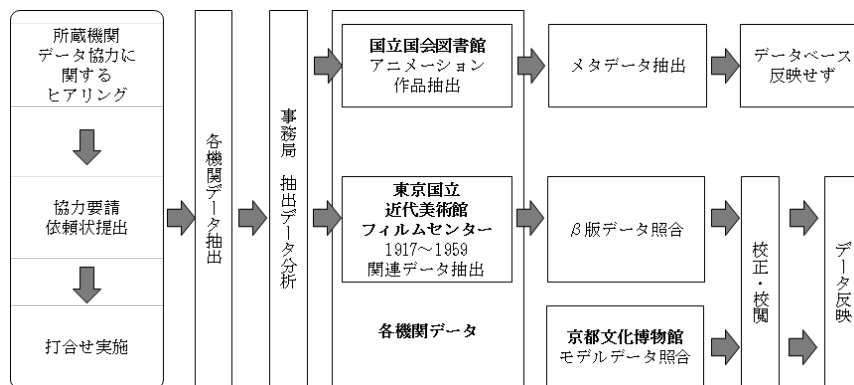 所蔵機関
データ協力に
関する
ヒアリング
協力要請
依頼状提出
打合せ実施
各機関データ抽出
事務局 抽出データ分析
国立国会図書館
アニメーション
作品抽出
東京国立
近代美術館
フィルムセンター
1917～1959
関連データ抽出
各機関データ
メタデータ抽出
データベース
反映せず
β版データ照合
京都文化博物館
モデルデータ照合
校正・校閲
データ反映